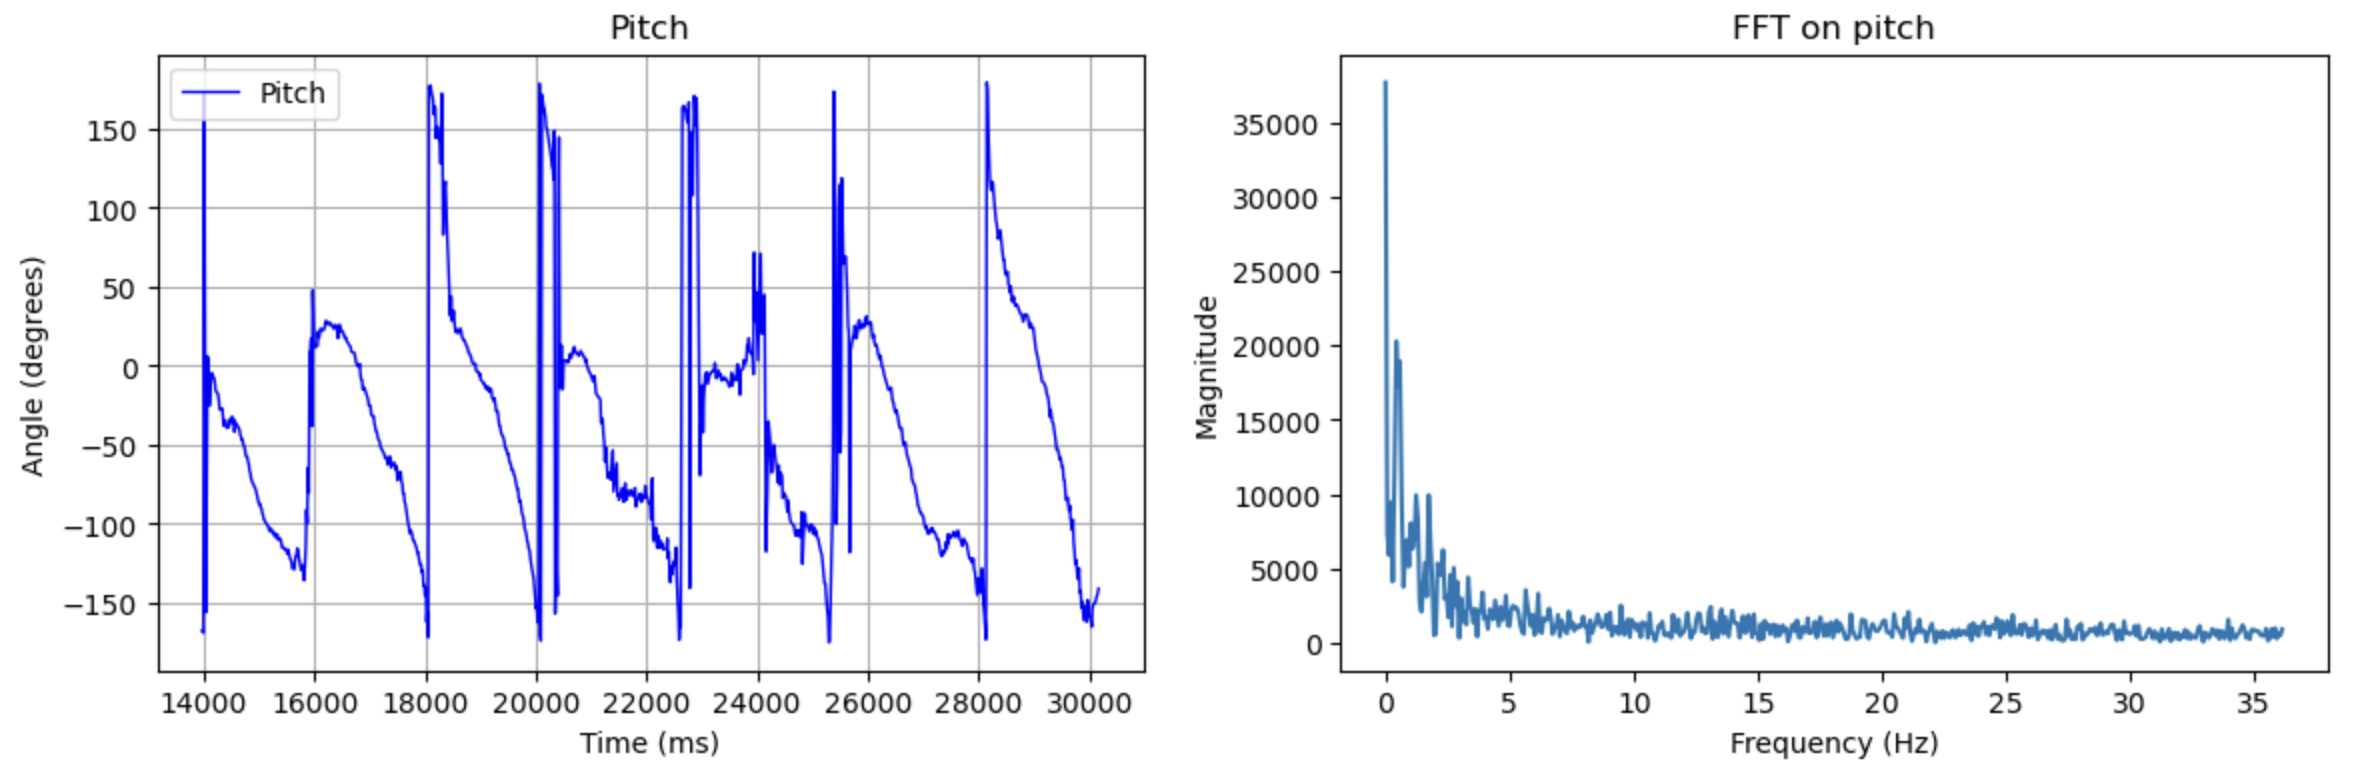 Pitch
Pitch
150
100
50
0
−50
−100
−150
Angle (degrees)
14000 16000 18000 20000 22000 24000 26000 28000 30000
Time (ms)
FFT on pitch
35000
30000
25000
20000
15000
10000
5000
0
Magnitude
0 5 10 15 20 25 30 35
Frequency (Hz)